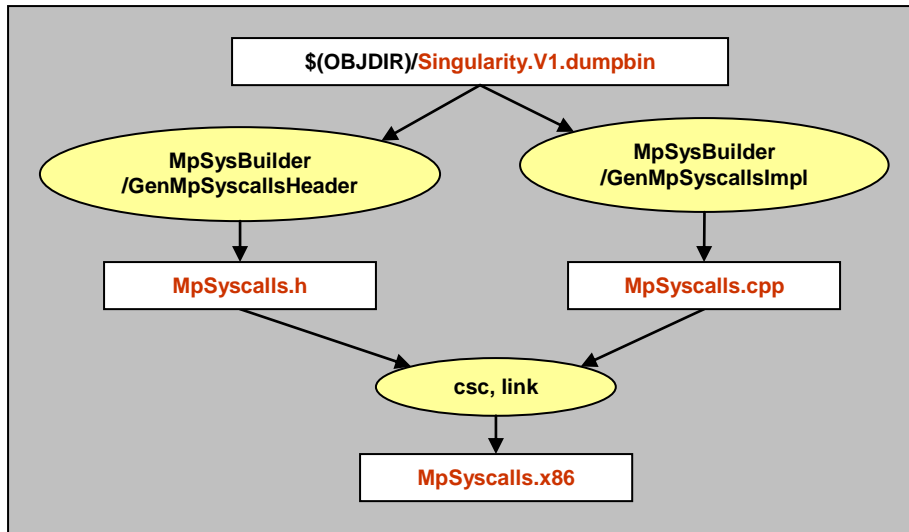 $(OBJDIR)/Singularity.V1.dumpbin
MpSysBuilder
/GenMpSyscallsHeader
MpSysBuilder
/GenMpSyscallsImpl
MpSyscalls.h
MpSyscalls.cpp
csc, link
MpSyscalls.x86